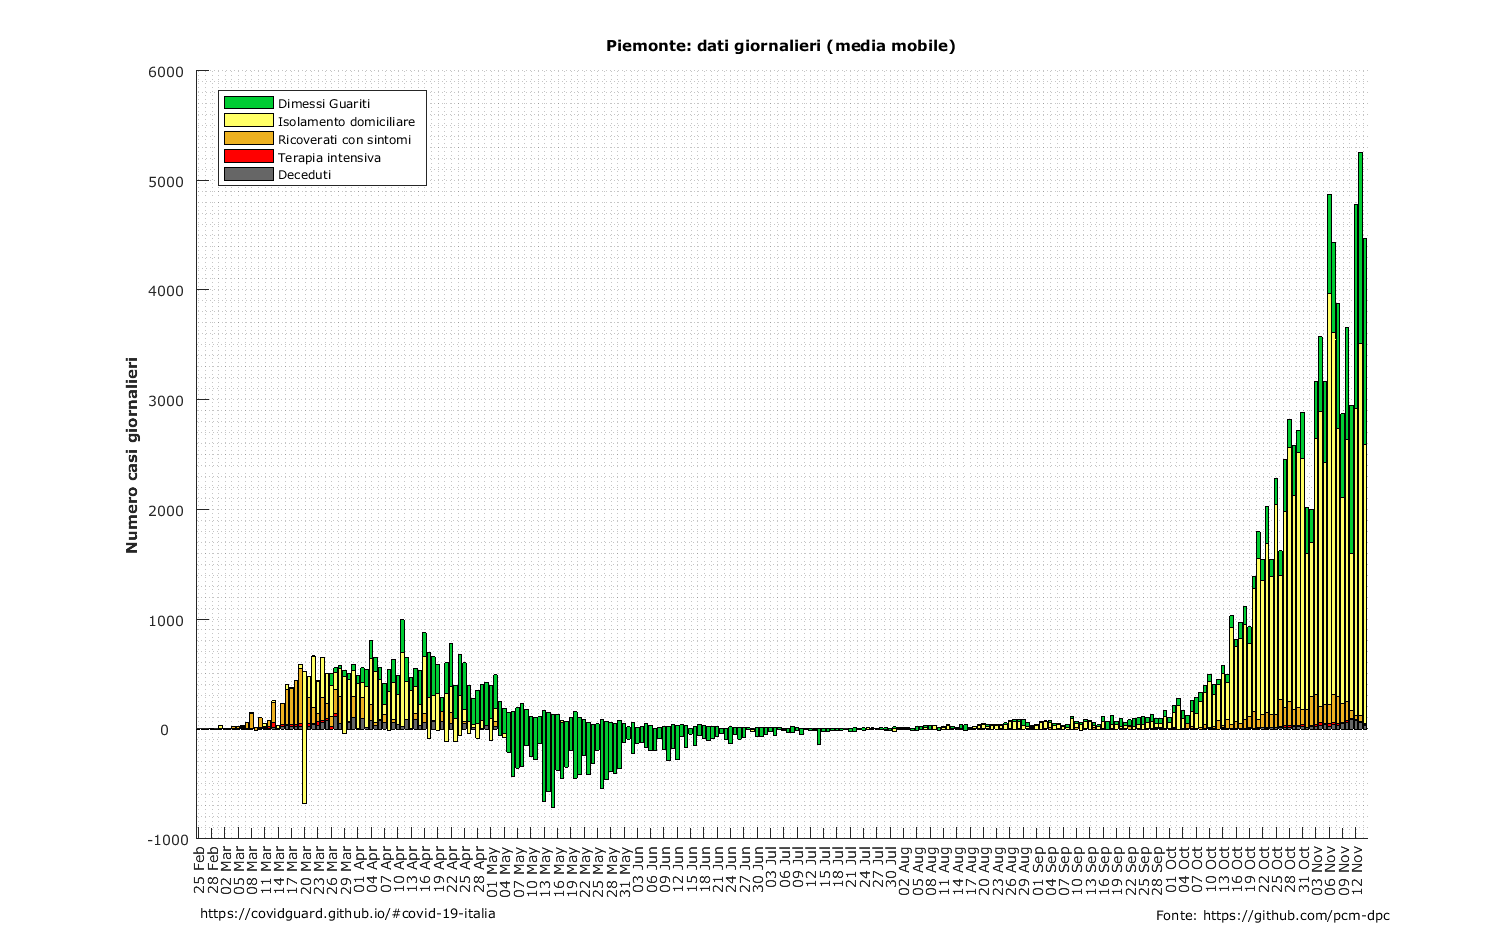 Piemonte: dati giornalieri (media mobile)
6000
5000
4000
3000
2000
1000
0
-1000
Numero casi giornalieri
Dimessi Guariti
Isolamento domiciliare
Ricoverati con sintomi
Terapia intensiva
Deceduti
25 Feb
28 Feb
02 Mar
05 Mar
08 Mar
11 Mar
14 Mar
17 Mar
20 Mar
23 Mar
26 Mar
29 Mar
01 Apr
04 Apr
07 Apr
10 Apr
13 Apr
16 Apr
19 Apr
22 Apr
25 Apr
28 Apr
01 May
04 May
07 May
10 May
13 May
16 May
19 May
22 May
25 May
28 May
31 May
03 Jun
06 Jun
09 Jun
12 Jun
15 Jun
18 Jun
21 Jun
24 Jun
27 Jun
30 Jun
03 Jul
06 Jul
09 Jul
12 Jul
15 Jul
18 Jul
21 Jul
24 Jul
27 Jul
30 Jul
02 Aug
05 Aug
08 Aug
11 Aug
14 Aug
17 Aug
20 Aug
23 Aug
26 Aug
29 Aug
01 Sep
04 Sep
07 Sep
10 Sep
13 Sep
16 Sep
19 Sep
22 Sep
25 Sep
28 Sep
01 Oct
04 Oct
07 Oct
10 Oct
13 Oct
16 Oct
19 Oct
22 Oct
25 Oct
28 Oct
31 Oct
03 Nov
06 Nov
09 Nov
12 Nov
https://covidguard.github.io/#covid-19-italia
Fonte: https://github.com/pcm-dpc